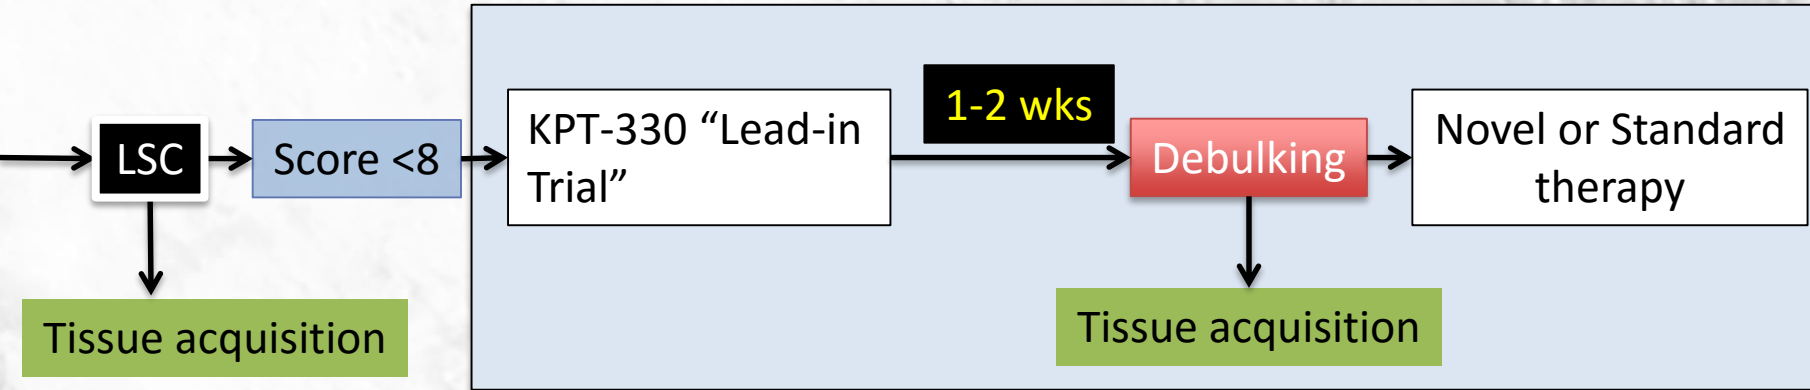 LSC
Score <8
KPT-330 “Lead-in
Trial”
1-2 wks
Debulking
Novel or Standard
therapy
Tissue acquisition
Tissue acquisition